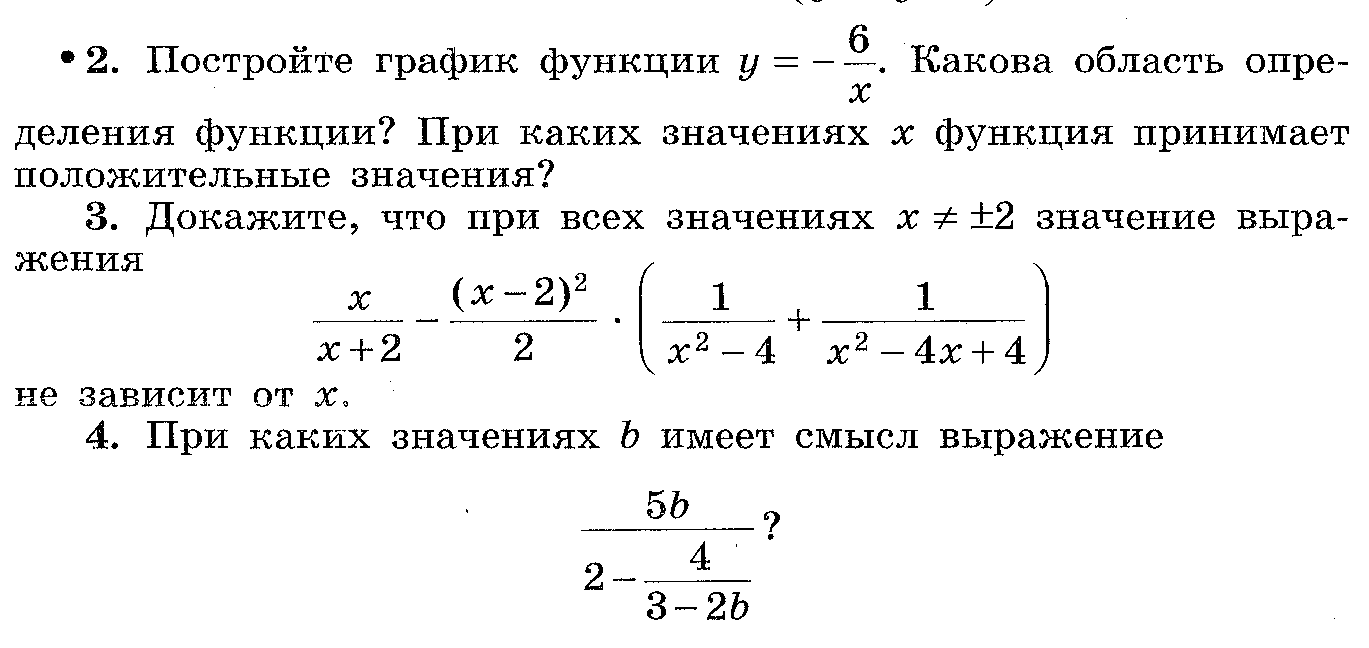 • 2. Постройте график функции y = −6/x. Какова область опре-
деления функции? При каких значениях x функция принимает
положительные значения?
3. Докажите, что при всех значениях x ≠ ±2 значение выра-
жения
x/(x + 2) − (x − 2)²/2 · (1/(x² − 4) + 1/(x² − 4x + 4))
не зависит от x.
4. При каких значениях b имеет смысл выражение
5b/(2 − 4/(3 − 2b))?